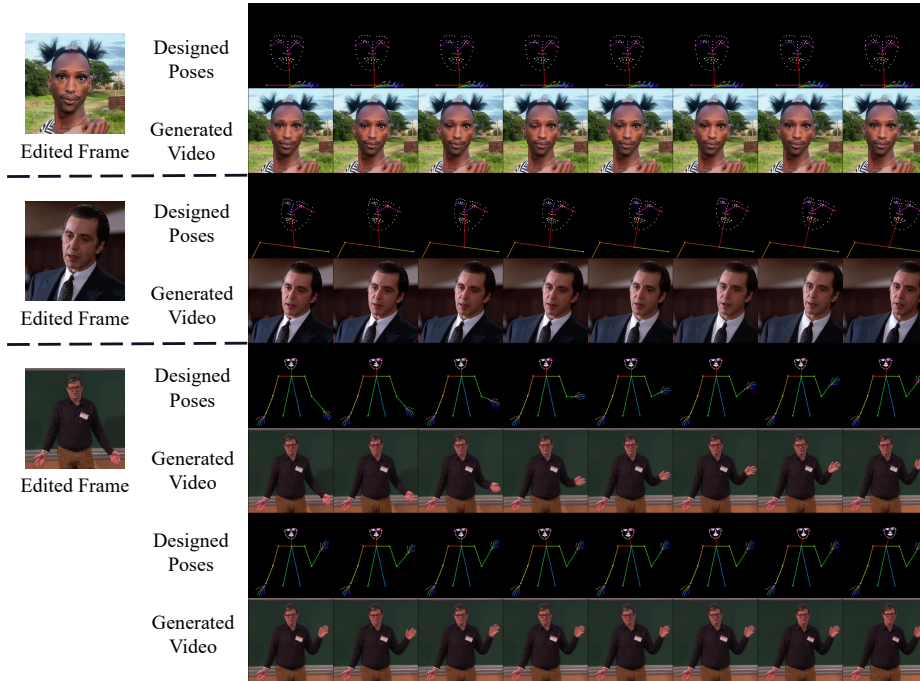 Designed
Poses
Generated
Video
Edited Frame
Designed
Poses
Generated
Video
Edited Frame
Designed
Poses
Generated
Video
Edited Frame
Designed
Poses
Generated
Video